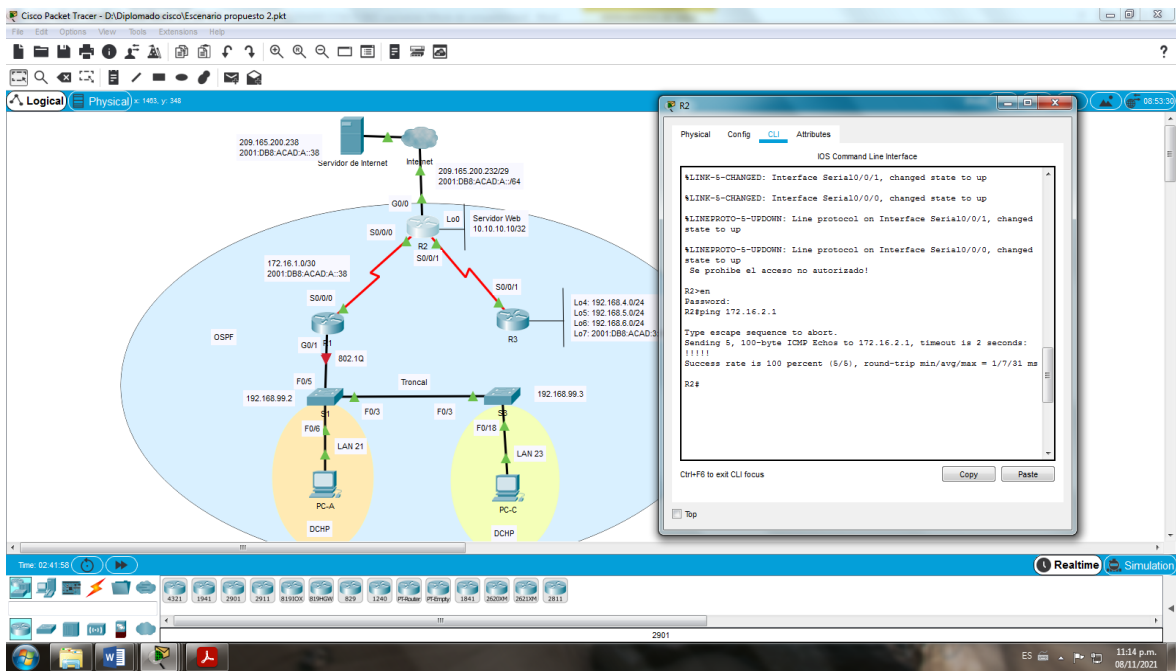 Cisco Packet Tracer - D:\Diplomado cisco\Escenario propuesto 2.pkt
File Edit Options View Tools Extensions Help
?
Logical Physical x: 1463, y: 348
08:53:30
209.165.200.238
2001:DB8:ACAD:A::38
Servidor de Internet
Internet
209.165.200.232/29
2001:DB8:ACAD:A::/64
G0/0
Lo0
Servidor Web
10.10.10.10/32
S0/0/0
R2
S0/0/1
172.16.1.0/30
2001:DB8:ACAD:A::38
S0/0/0
S0/0/1
Lo4: 192.168.4.0/24
Lo5: 192.168.5.0/24
Lo6: 192.168.6.0/24
Lo7: 2001:DB8:ACAD:3:
R3
OSPF
G0/1
802.1Q
F0/5
Troncal
192.168.99.2
F0/3
F0/3
192.168.99.3
F0/6
F0/18
LAN 21
LAN 23
PC-A
PC-C
DCHP
DCHP
R2
Physical Config CLI Attributes
IOS Command Line Interface
%LINK-5-CHANGED: Interface Serial0/0/1, changed state to up
%LINK-5-CHANGED: Interface Serial0/0/0, changed state to up
%LINEPROTO-5-UPDOWN: Line protocol on Interface Serial0/0/1, changed
state to up
%LINEPROTO-5-UPDOWN: Line protocol on Interface Serial0/0/0, changed
state to up
Se prohibe el acceso no autorizado!
R2>en
Password:
R2#ping 172.16.2.1
Type escape sequence to abort.
Sending 5, 100-byte ICMP Echos to 172.16.2.1, timeout is 2 seconds:
!!!!!
Success rate is 100 percent (5/5), round-trip min/avg/max = 1/7/31 ms
R2#
Ctrl+F6 to exit CLI focus
Copy Paste
Top
Time: 02:41:58
Realtime Simulation
4321 1941 2901 2911 819IOX 819HGW 829 1240 PT-Router PT-Empty 1841 2620XM 2621XM 2811
2901
ES
11:14 p.m.
08/11/2021